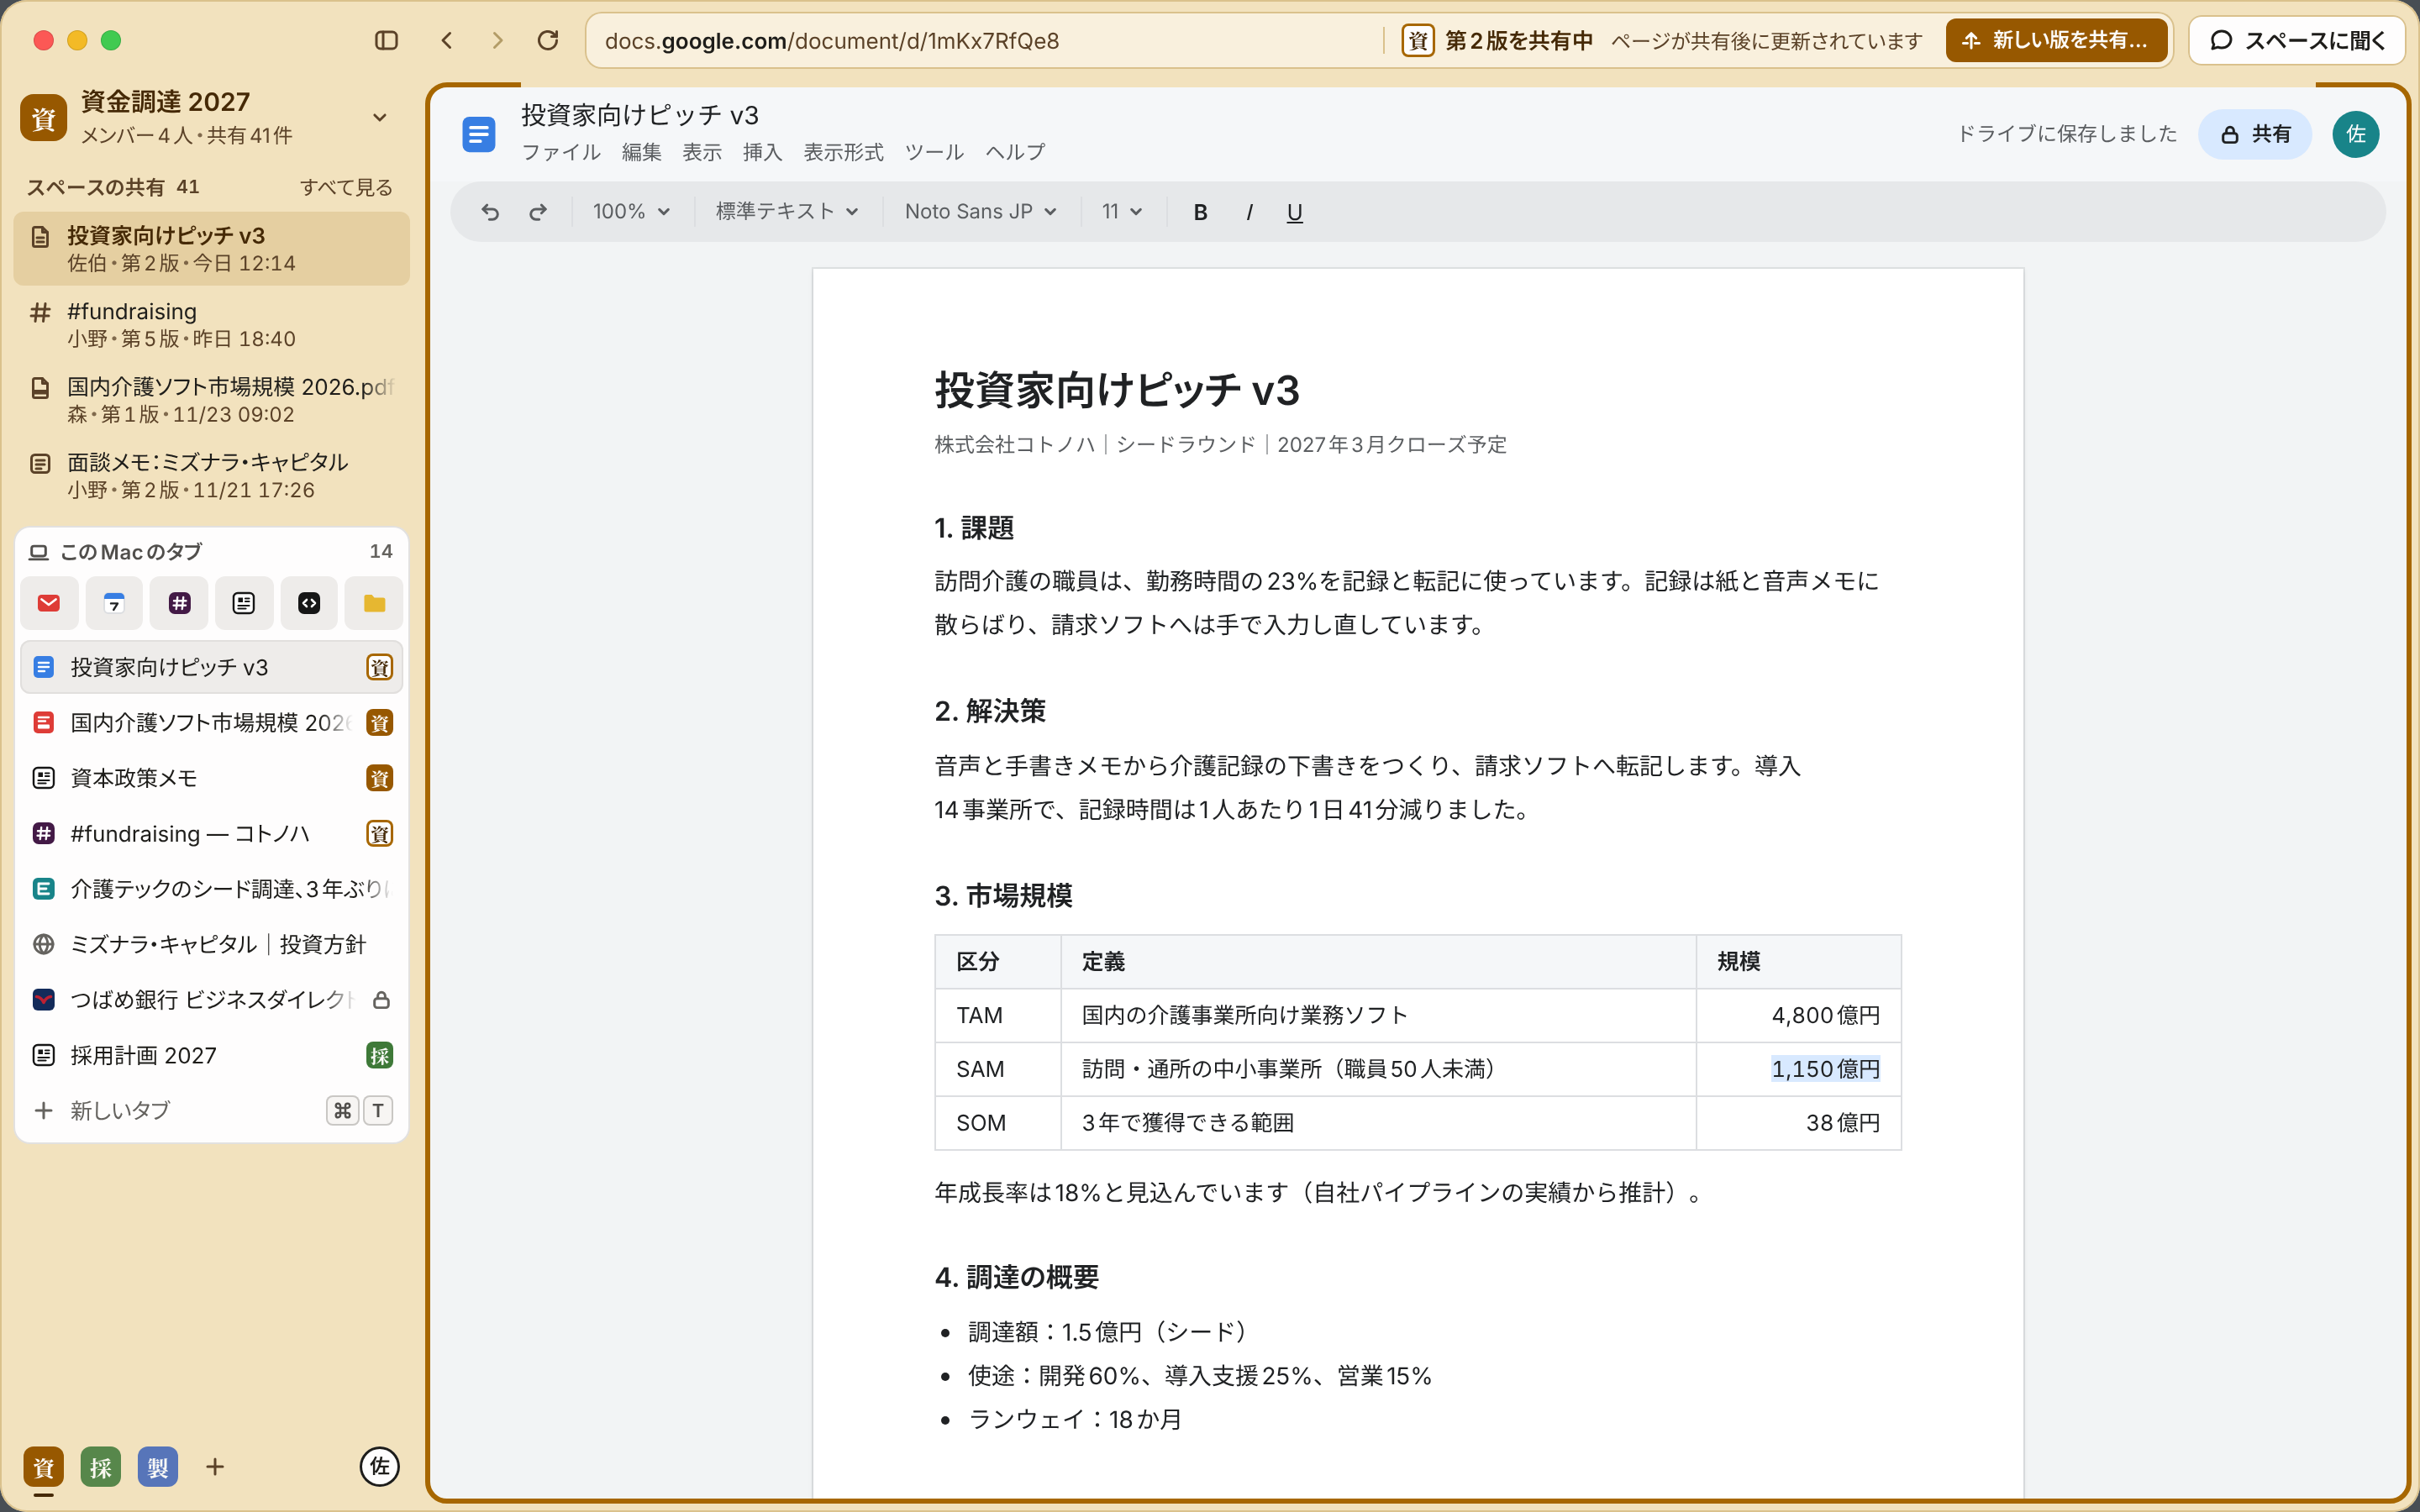 docs.google.com/document/d/1mKx7RfQe8
資 第2版を共有中 ページが共有後に更新されています
新しい版を共有…
スペースに聞く
資 資金調達 2027
メンバー4人・共有41件
スペースの共有 41 すべて見る
投資家向けピッチ v3
佐伯・第2版・今日 12:14
#fundraising
小野・第5版・昨日 18:40
国内介護ソフト市場規模 2026.pdf
森・第1版・11/23 09:02
面談メモ：ミズナラ・キャピタル
小野・第2版・11/21 17:26
このMacのタブ 14
7
投資家向けピッチ v3 資
国内介護ソフト市場規模 2026 資
資本政策メモ 資
#fundraising — コトノハ 資
介護テックのシード調達、3年ぶり
ミズナラ・キャピタル｜投資方針
つばめ銀行 ビジネスダイレクト
採用計画 2027 採
新しいタブ ⌘ T
資 採 製 + 佐
投資家向けピッチ v3
ファイル 編集 表示 挿入 表示形式 ツール ヘルプ
ドライブに保存しました
共有
佐
100% 標準テキスト Noto Sans JP 11 B I U
投資家向けピッチ v3
株式会社コトノハ｜シードラウンド｜2027年3月クローズ予定
1. 課題
訪問介護の職員は、勤務時間の23%を記録と転記に使っています。記録は紙と音声メモに
散らばり、請求ソフトへは手で入力し直しています。
2. 解決策
音声と手書きメモから介護記録の下書きをつくり、請求ソフトへ転記します。導入
14事業所で、記録時間は1人あたり1日41分減りました。
3. 市場規模
区分 定義 規模
TAM 国内の介護事業所向け業務ソフト 4,800億円
SAM 訪問・通所の中小事業所（職員50人未満） 1,150億円
SOM 3年で獲得できる範囲 38億円
年成長率は18%と見込んでいます（自社パイプラインの実績から推計）。
4. 調達の概要
• 調達額：1.5億円（シード）
• 使途：開発60%、導入支援25%、営業15%
• ランウェイ：18か月